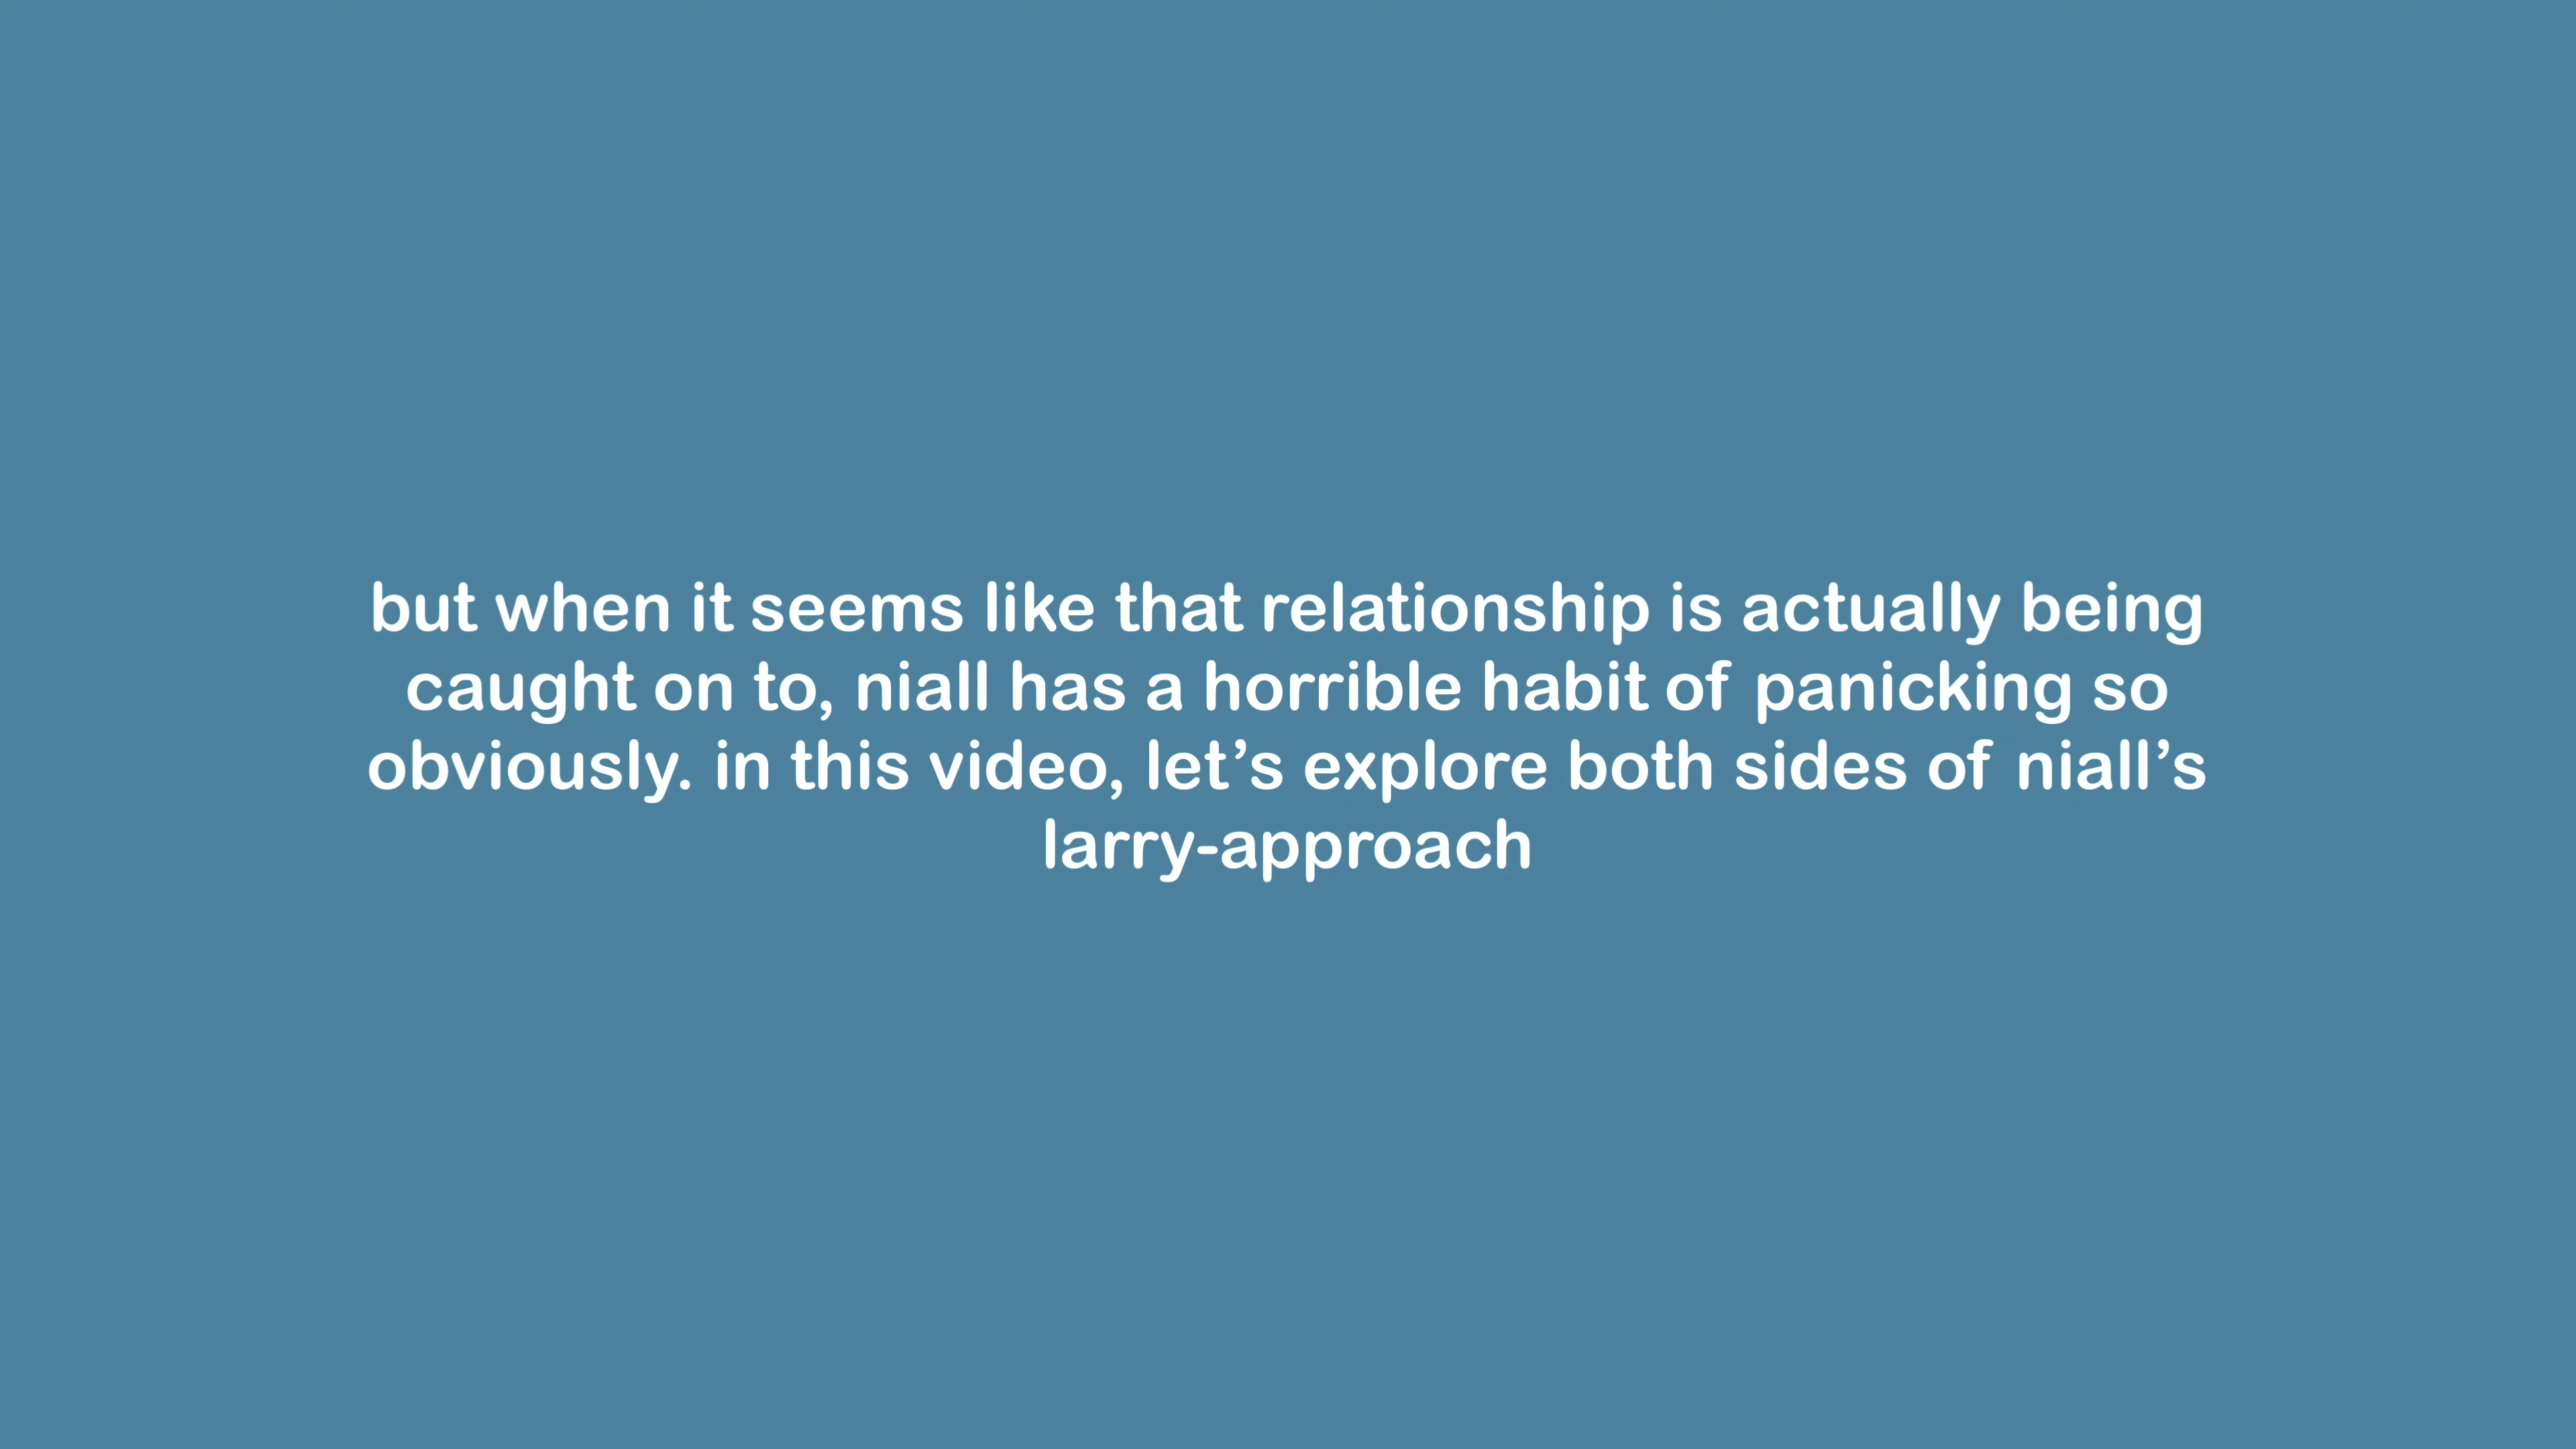 but when it seems like that relationship is actually being
caught on to, niall has a horrible habit of panicking so
obviously. in this video, let’s explore both sides of niall’s
larry-approach